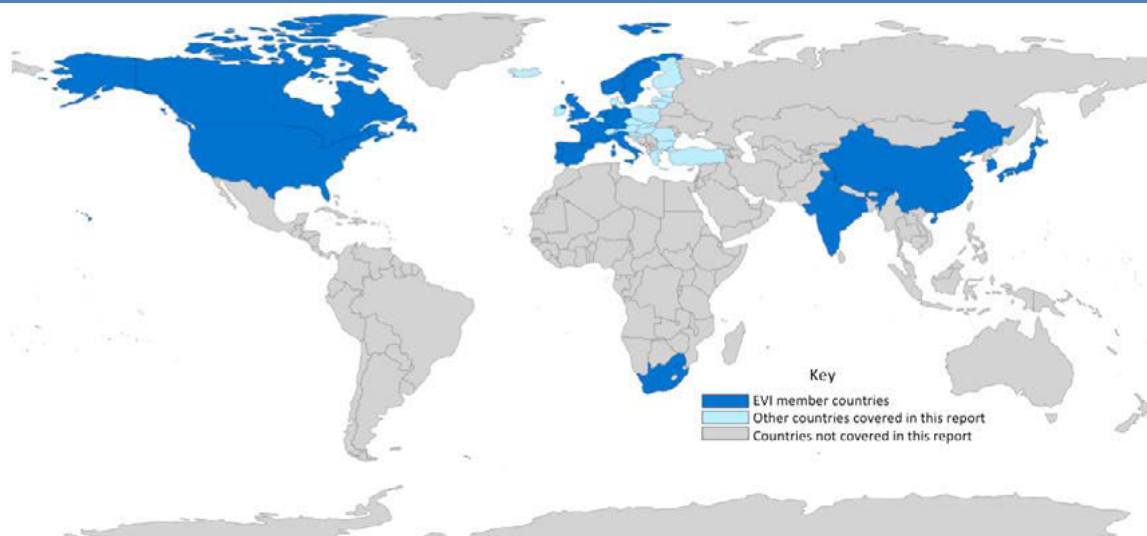 Key
EVI member countries
Other countries covered in this report
Countries not covered in this report